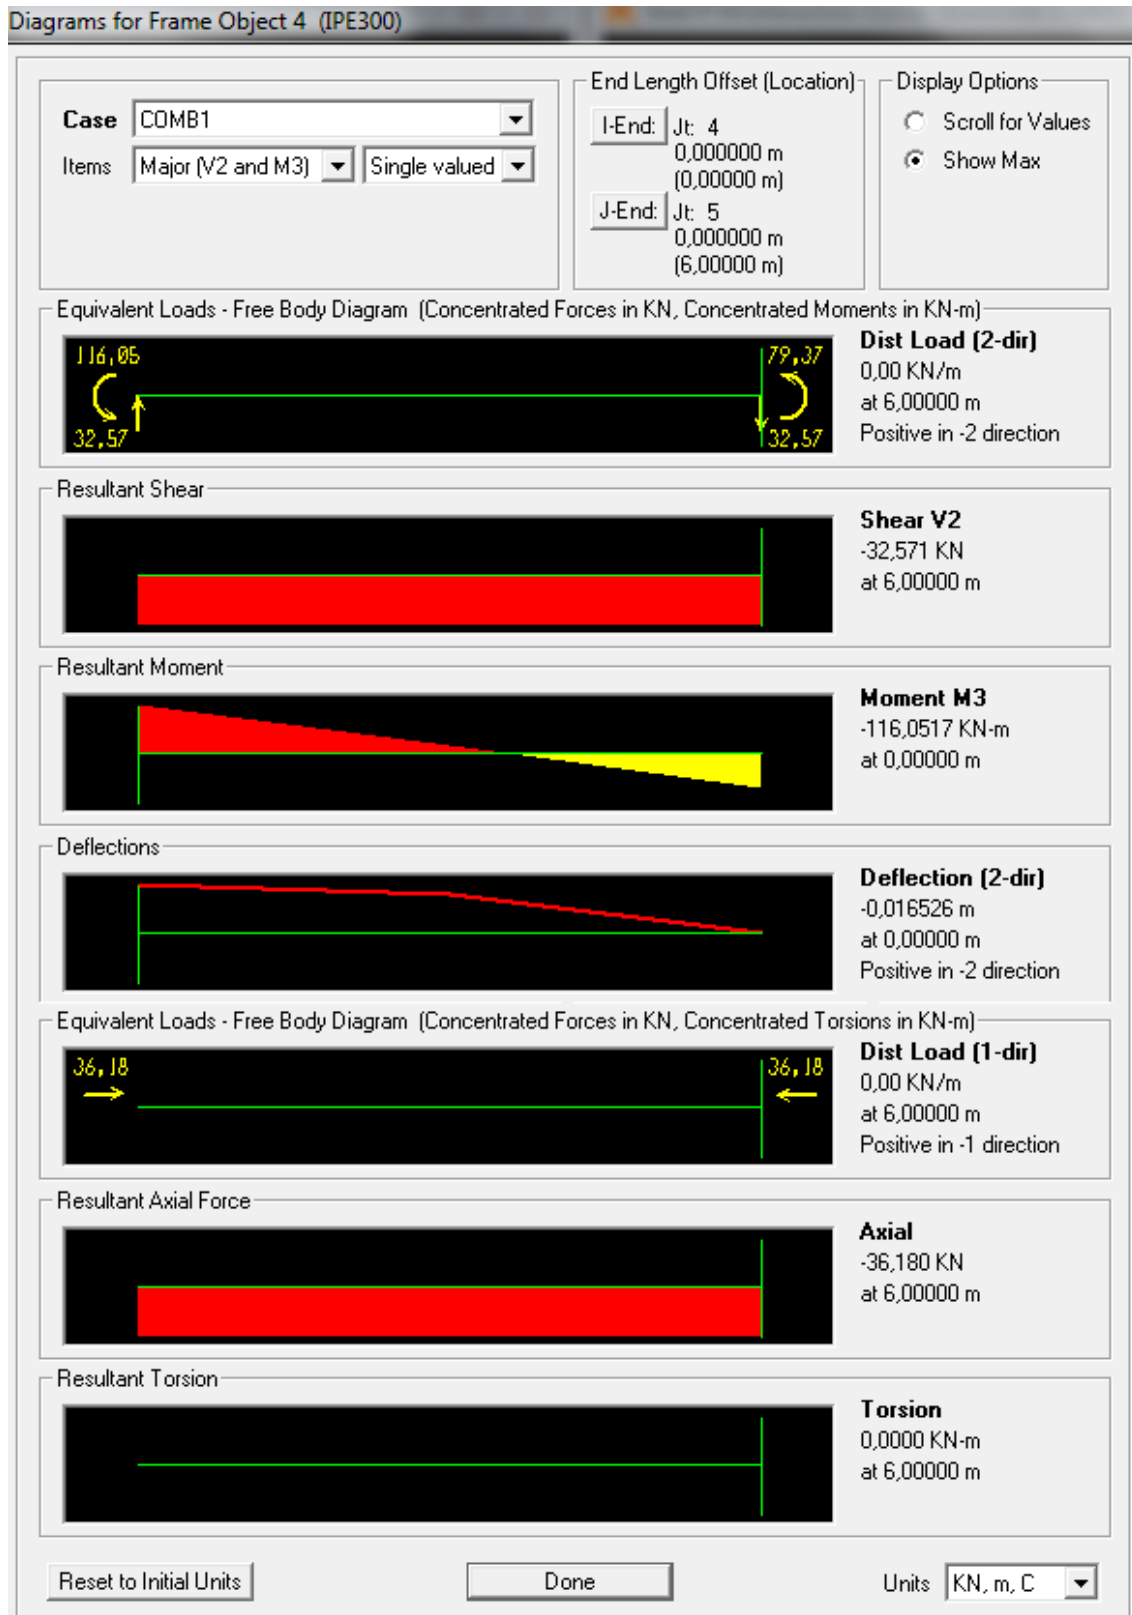 Diagrams for Frame Object 4 (IPE300)
Case COMB1
Items Major (V2 and M3) Single valued
End Length Offset (Location)
I-End: Jt: 4
0,000000 m
(0,00000 m)
J-End: Jt: 5
0,000000 m
(6,00000 m)
Display Options
Scroll for Values
Show Max
Equivalent Loads - Free Body Diagram (Concentrated Forces in KN, Concentrated Moments in KN-m)
116,05
79,37
32,57
32,57
Dist Load (2-dir)
0,00 KN/m
at 6,00000 m
Positive in -2 direction
Resultant Shear
Shear V2
-32,571 KN
at 6,00000 m
Resultant Moment
Moment M3
-116,0517 KN-m
at 0,00000 m
Deflections
Deflection (2-dir)
-0,016526 m
at 0,00000 m
Positive in -2 direction
Equivalent Loads - Free Body Diagram (Concentrated Forces in KN, Concentrated Torsions in KN-m)
36,18
36,18
Dist Load (1-dir)
0,00 KN/m
at 6,00000 m
Positive in -1 direction
Resultant Axial Force
Axial
-36,180 KN
at 6,00000 m
Resultant Torsion
Torsion
0,0000 KN-m
at 6,00000 m
Reset to Initial Units
Done
Units KN, m, C